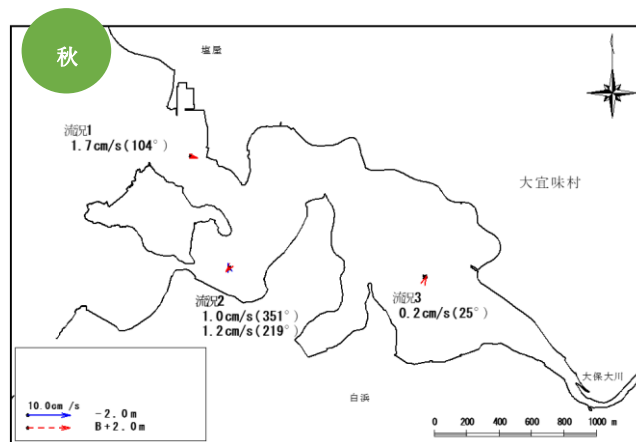 秋
塩屋
流況1
1.7cm/s(104°)
大宜味村
流況2
1.0cm/s(351°)
1.2cm/s(219°)
流況3
0.2cm/s(25°)
大保大川
白浜
10.0cm /s
-2.0m
B+2.0m
0 200 400 600 800 1000 m